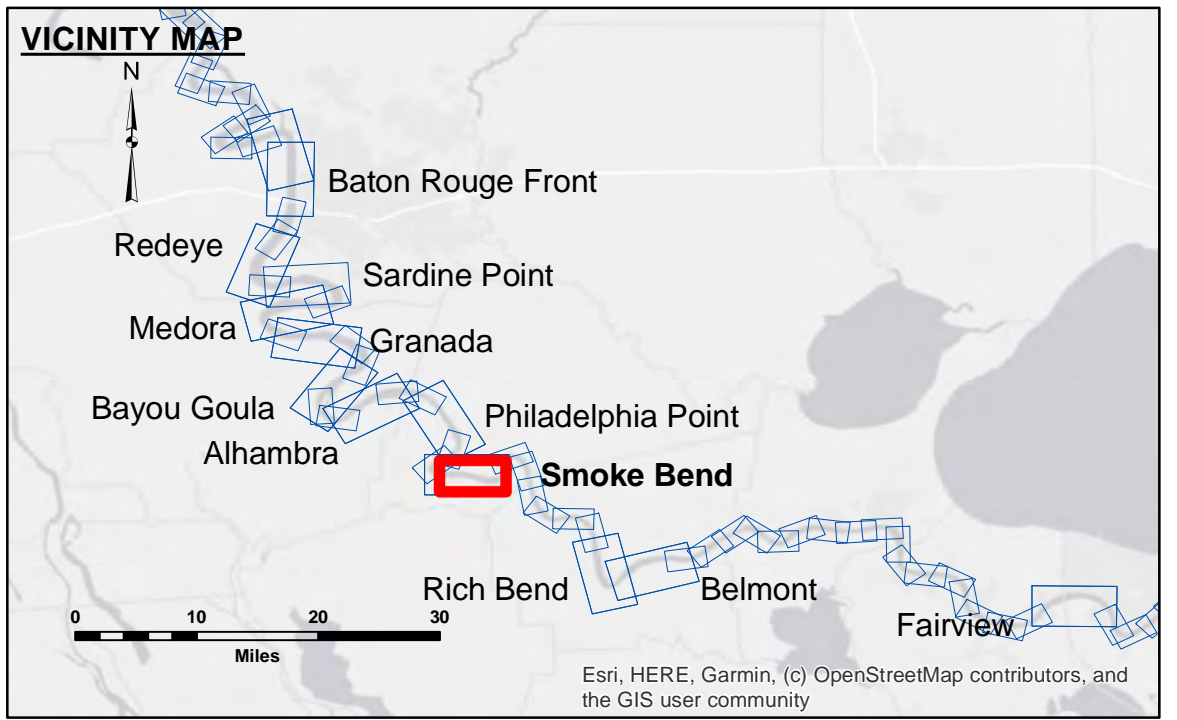 VICINITY MAP
N
Baton Rouge Front
Redeye
Sardine Point
Medora
Granada
Bayou Goula
Philadelphia Point
Alhambra
Smoke Bend
Rich Bend
Belmont
Fairview
0 10 20 30
Miles
Esri, HERE, Garmin, (c) OpenStreetMap contributors, and
the GIS user community